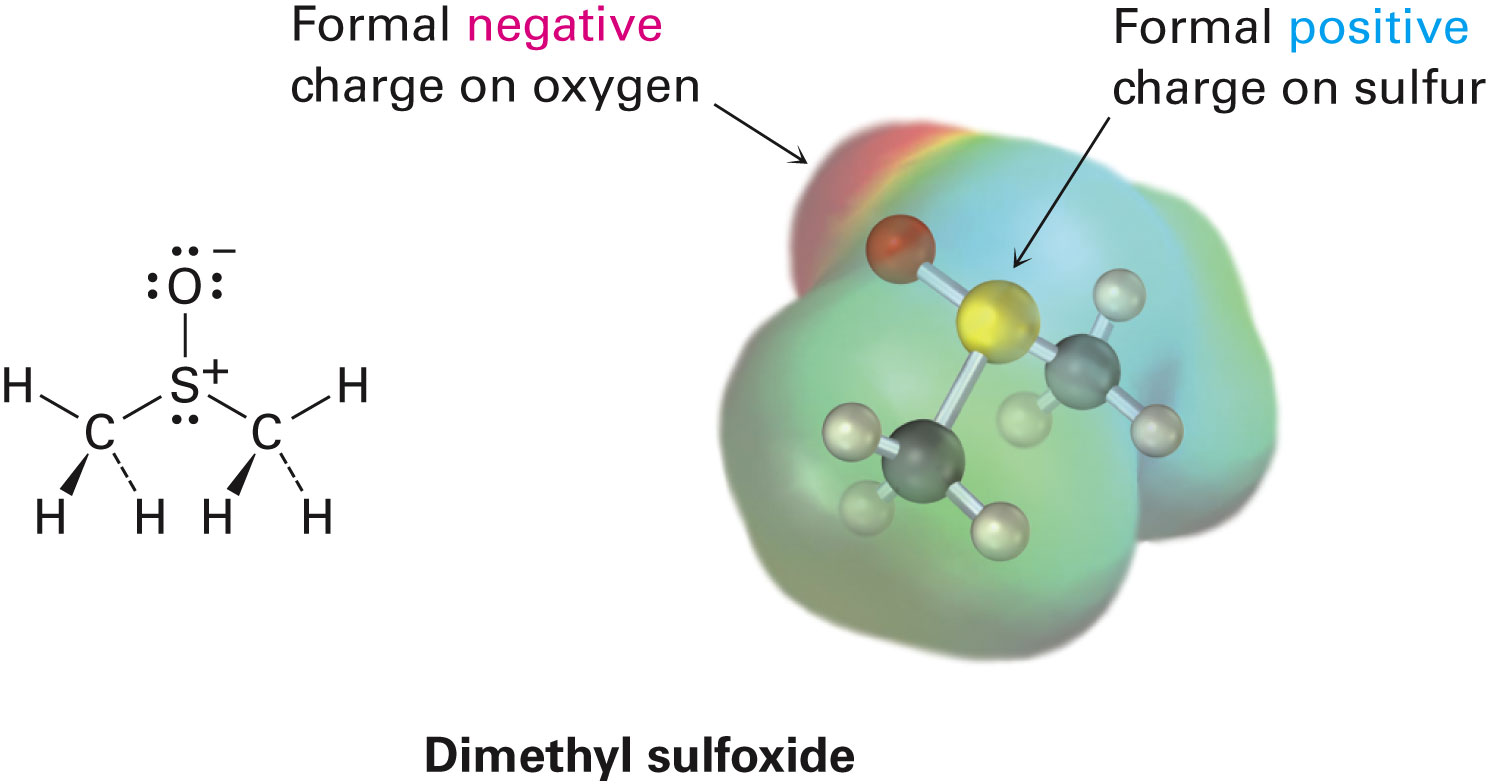 Formal negative
charge on oxygen
Formal positive
charge on sulfur
:Ö:⁻
H S⁺ H
C C
H H H H
Dimethyl sulfoxide